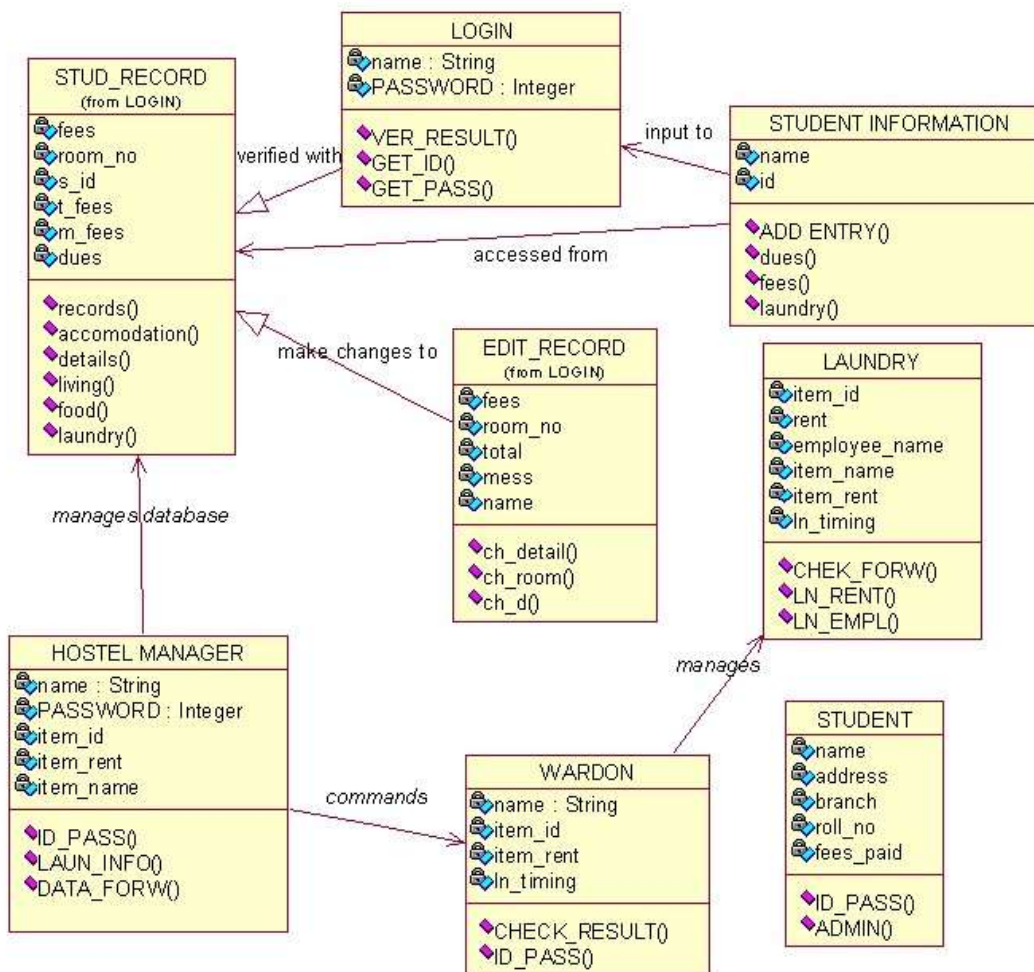 LOGIN
name : String
PASSWORD : Integer
VER_RESULT()
GET_ID()
GET_PASS()
STUD_RECORD
(from LOGIN)
fees
room_no
s_id
t_fees
m_fees
dues
records()
accomodation()
details()
living()
food()
laundry()
verified with
input to
STUDENT INFORMATION
name
id
ADD ENTRY()
dues()
fees()
laundry()
accessed from
make changes to
EDIT_RECORD
(from LOGIN)
fees
room_no
total
mess
name
ch_detail()
ch_room()
ch_d()
LAUNDRY
item_id
rent
employee_name
item_name
item_rent
ln_timing
CHEK_FORW()
LN_RENT()
LN_EMPL()
manages database
HOSTEL MANAGER
name : String
PASSWORD : Integer
item_id
item_rent
item_name
ID_PASS()
LAUN_INFO()
DATA_FORW()
commands
manages
WARDON
name : String
item_id
item_rent
ln_timing
CHECK_RESULT()
ID_PASS()
STUDENT
name
address
branch
roll_no
fees_paid
ID_PASS()
ADMIN()